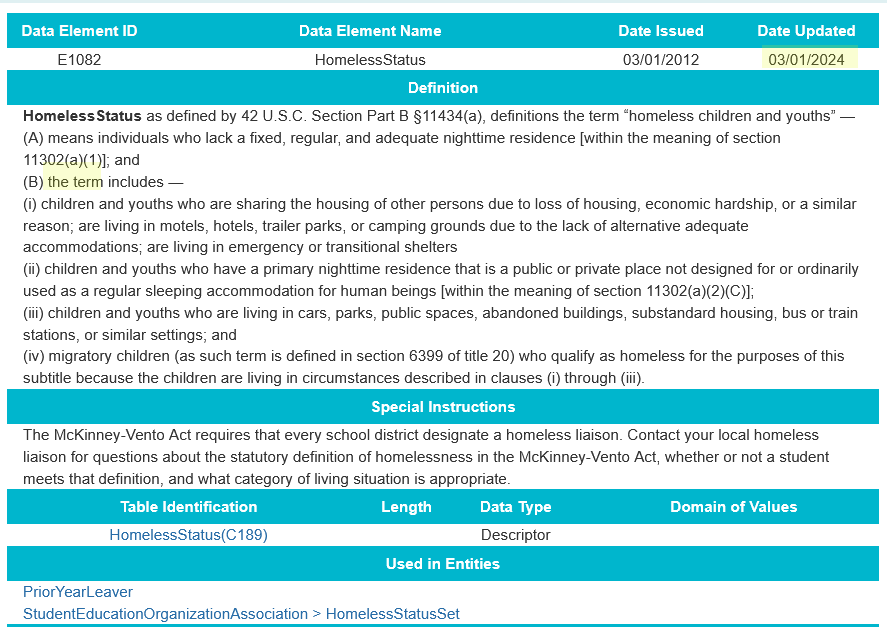 Data Element ID Data Element Name Date Issued Date Updated
E1082 HomelessStatus 03/01/2012 03/01/2024
Definition
HomelessStatus as defined by 42 U.S.C. Section Part B §11434(a), definitions the term “homeless children and youths” —
(A) means individuals who lack a fixed, regular, and adequate nighttime residence [within the meaning of section
11302(a)(1)]; and
(B) the term includes —
(i) children and youths who are sharing the housing of other persons due to loss of housing, economic hardship, or a similar
reason; are living in motels, hotels, trailer parks, or camping grounds due to the lack of alternative adequate
accommodations; are living in emergency or transitional shelters
(ii) children and youths who have a primary nighttime residence that is a public or private place not designed for or ordinarily
used as a regular sleeping accommodation for human beings [within the meaning of section 11302(a)(2)(C)];
(iii) children and youths who are living in cars, parks, public spaces, abandoned buildings, substandard housing, bus or train
stations, or similar settings; and
(iv) migratory children (as such term is defined in section 6399 of title 20) who qualify as homeless for the purposes of this
subtitle because the children are living in circumstances described in clauses (i) through (iii).
Special Instructions
The McKinney-Vento Act requires that every school district designate a homeless liaison. Contact your local homeless
liaison for questions about the statutory definition of homelessness in the McKinney-Vento Act, whether or not a student
meets that definition, and what category of living situation is appropriate.
Table Identification Length Data Type Domain of Values
HomelessStatus(C189) Descriptor
Used in Entities
PriorYearLeaver
StudentEducationOrganizationAssociation > HomelessStatusSet